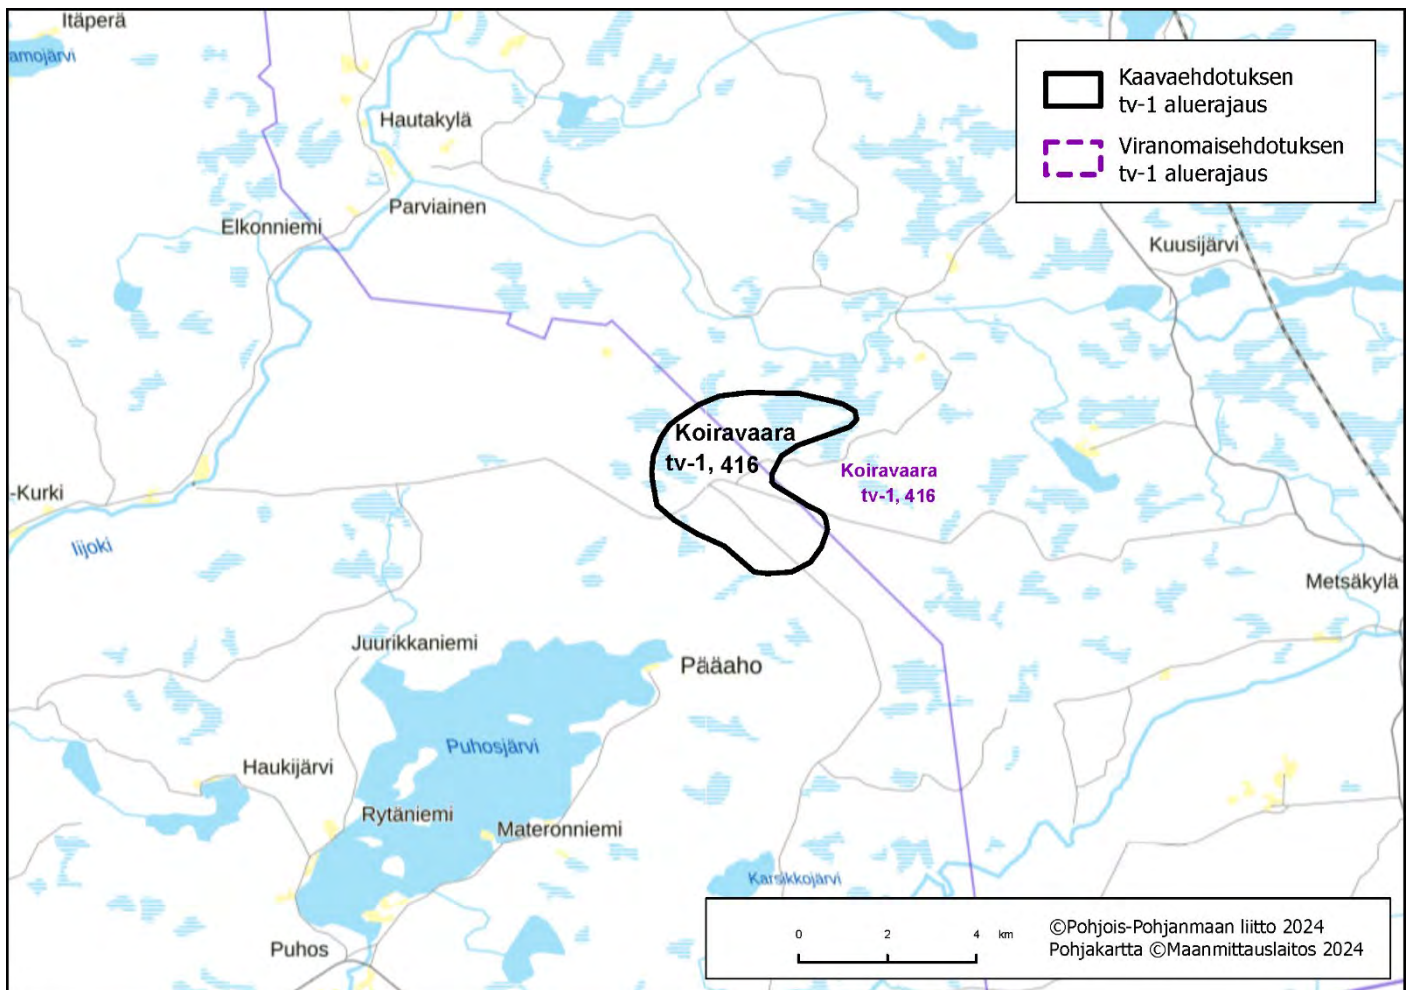 Itäperä
amojärvi
Kaavaehdotuksen
tv-1 aluerajaus
Hautakylä
Viranomaisehdotuksen
tv-1 aluerajaus
Parviainen
Elkonniemi
Kuusijärvi
Koiravaara
tv-1, 416
Koiravaara
tv-1, 416
-Kurki
Iijoki
Metsäkylä
Juurikkaniemi
Pääaho
Puhosjärvi
Haukijärvi
Rytäniemi
Materonniemi
Karsikkojärvi
0 2 4 km
©Pohjois-Pohjanmaan liitto 2024
Pohjakartta ©Maanmittauslaitos 2024
Puhos